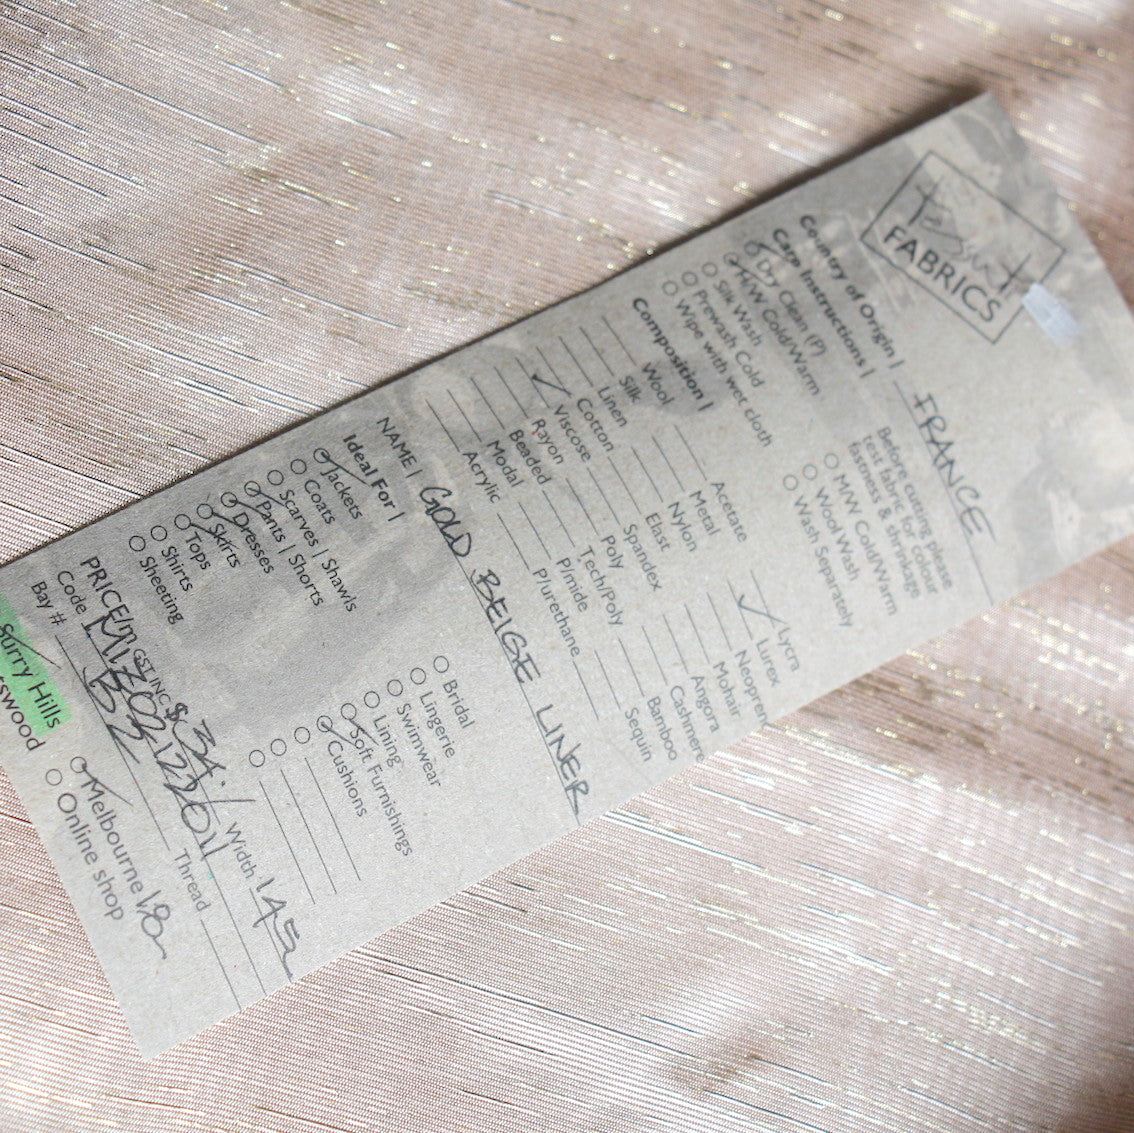 FABRICS
Country of Origin | FRANCE
Care Instructions |
Dry Clean (P)
H/W Cold/Warm
Silk Wash
Prewash Cold
Wipe with wet cloth
Before cutting please
test fabric for colour
fastness & shrinkage
M/W Cold/Warm
Wool Wash
Wash Separately
Composition |
Wool
Silk
Linen
Cotton
Viscose
Rayon
Beaded
Modal
Acrylic
Acetate
Metal
Nylon
Elast
Spandex
Poly
Tech/Poly
P/mide
P/urethane
Lycra
Lurex
Neopren
Mohair
Angora
Cashmere
Bamboo
Sequin
NAME | GOLD BEIGE LINER
Ideal For |
Jackets
Coats
Scarves | Shawls
Pants | Shorts
Dresses
Skirts
Tops
Shirts
Sheeting
Bridal
Lingerie
Swimwear
Lining
Soft Furnishings
Cushions
PRICE/m GST INC $ 34.- Width 145
Code
Bay # Thread
Surry Hills
Melbourne
Online shop